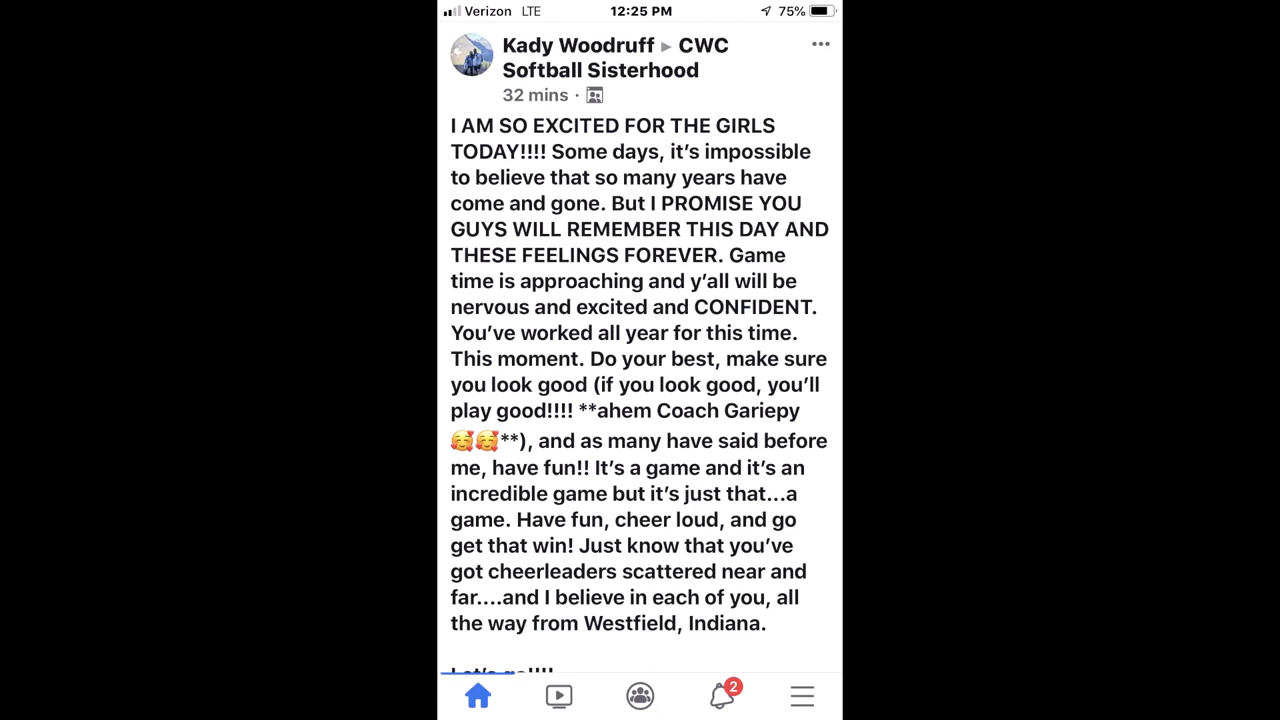 Verizon LTE 12:25 PM 75%
Kady Woodruff ▸ CWC
Softball Sisterhood
32 mins ·
I AM SO EXCITED FOR THE GIRLS
TODAY!!!! Some days, it’s impossible
to believe that so many years have
come and gone. But I PROMISE YOU
GUYS WILL REMEMBER THIS DAY AND
THESE FEELINGS FOREVER. Game
time is approaching and y’all will be
nervous and excited and CONFIDENT.
You’ve worked all year for this time.
This moment. Do your best, make sure
you look good (if you look good, you’ll
play good!!!! **ahem Coach Gariepy
🥰🥰**), and as many have said before
me, have fun!! It’s a game and it’s an
incredible game but it’s just that...a
game. Have fun, cheer loud, and go
get that win! Just know that you’ve
got cheerleaders scattered near and
far....and I believe in each of you, all
the way from Westfield, Indiana.
Let’s go!!!!
2